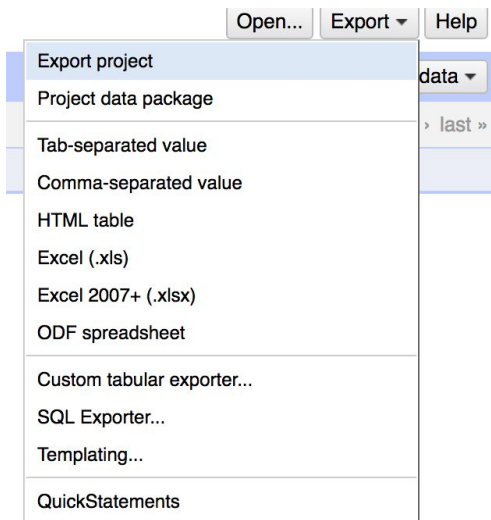 Open... Export Help
Export project
data
Project data package
› last »
Tab-separated value
Comma-separated value
HTML table
Excel (.xls)
Excel 2007+ (.xlsx)
ODF spreadsheet
Custom tabular exporter...
SQL Exporter...
Templating...
QuickStatements